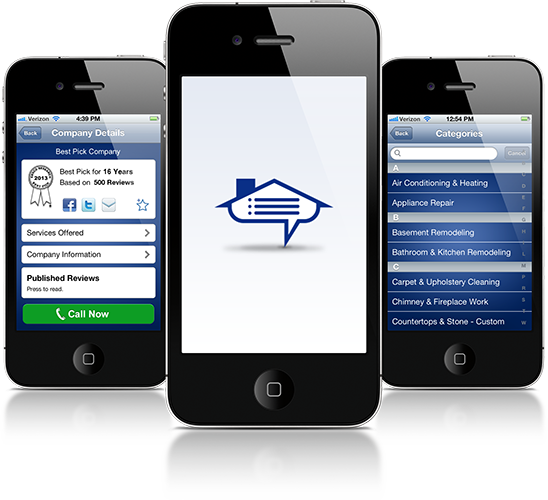 Verizon
4:39 PM
Back
Company Details
Best Pick Company
2013
Best Pick for 16 Years
Based on 500 Reviews
Services Offered
Company Information
Published Reviews
Press to read.
Call Now
Verizon
12:54 PM
Back
Categories
Cancel
A
Air Conditioning & Heating
Appliance Repair
B
Basement Remodeling
Bathroom & Kitchen Remodeling
C
Carpet & Upholstery Cleaning
Chimney & Fireplace Work
Countertops & Stone - Custom